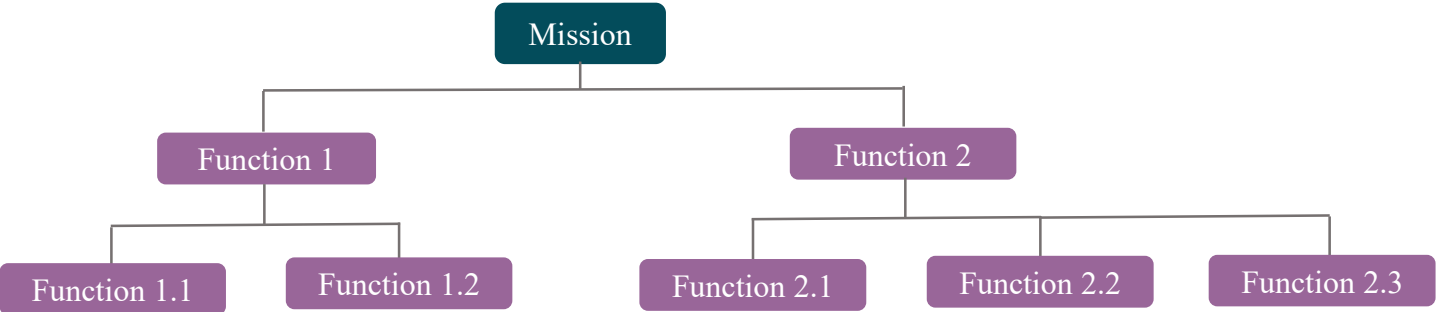 Mission
Function 1
Function 2
Function 1.1
Function 1.2
Function 2.1
Function 2.2
Function 2.3